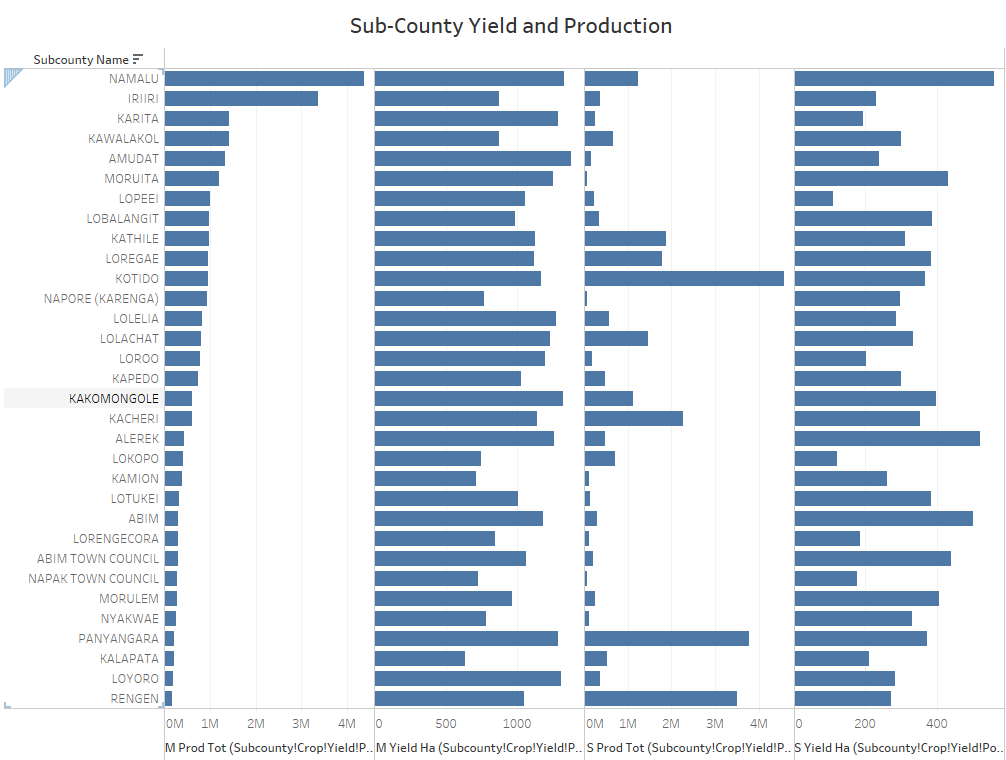 Sub-County Yield and Production
Subcounty Name
NAMALU
IRIIRI
KARITA
KAWALAKOL
AMUDAT
MORUITA
LOPEEI
LOBALANGIT
KATHILE
LOREGAE
KOTIDO
NAPORE (KARENGA)
LOLELIA
LOLACHAT
LOROO
KAPEDO
KAKOMONGOLE
KACHERI
ALEREK
LOKOPO
KAMION
LOTUKEI
ABIM
LORENGECORA
ABIM TOWN COUNCIL
NAPAK TOWN COUNCIL
MORULEM
NYAKWAE
PANYANGARA
KALAPATA
LOYORO
RENGEN
0M 1M 2M 3M 4M 0 500 1000 0M 1M 2M 3M 4M 0 200 400
M Prod Tot (Subcounty!Crop!Yield!P.. M Yield Ha (Subcounty!Crop!Yield!P.. S Prod Tot (Subcounty!Crop!Yield!P.. S Yield Ha (Subcounty!Crop!Yield!Po..